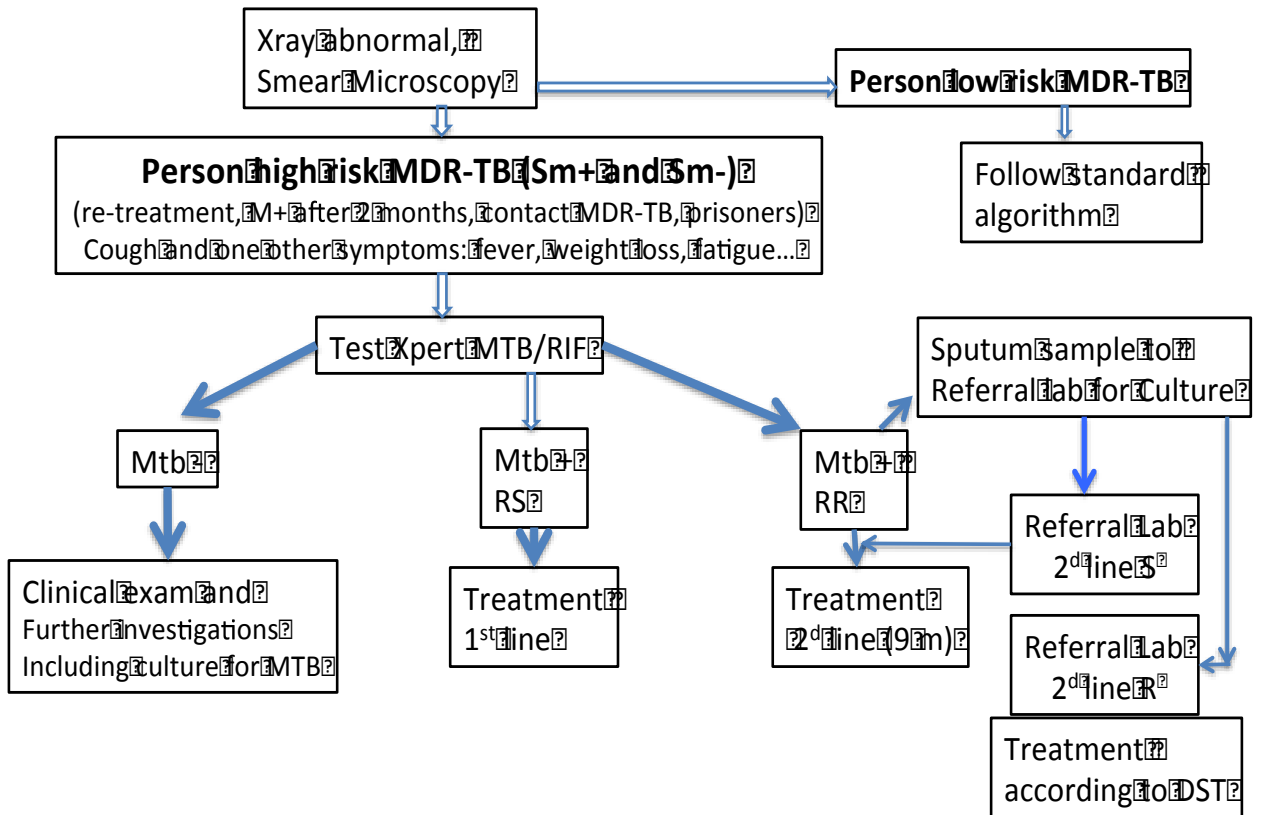 Xray abnormal,
Smear Microscopy
Person low risk MDR-TB
Person high risk MDR-TB (Sm+ and Sm-)
(re-treatment, M+ after 2 months, contact MDR-TB, prisoners)
Cough and one other symptoms: fever, weight loss, fatigue...
Follow standard
algorithm
Test Xpert MTB/RIF
Sputum sample to
Referral lab for Culture
Mtb -
Mtb +
RS
Mtb +
RR
Referral Lab
2d line S
Clinical exam and
Further investigations
Including culture for MTB
Treatment
1st line
Treatment
2d line (9 m)
Referral Lab
2d line R
Treatment
according to DST